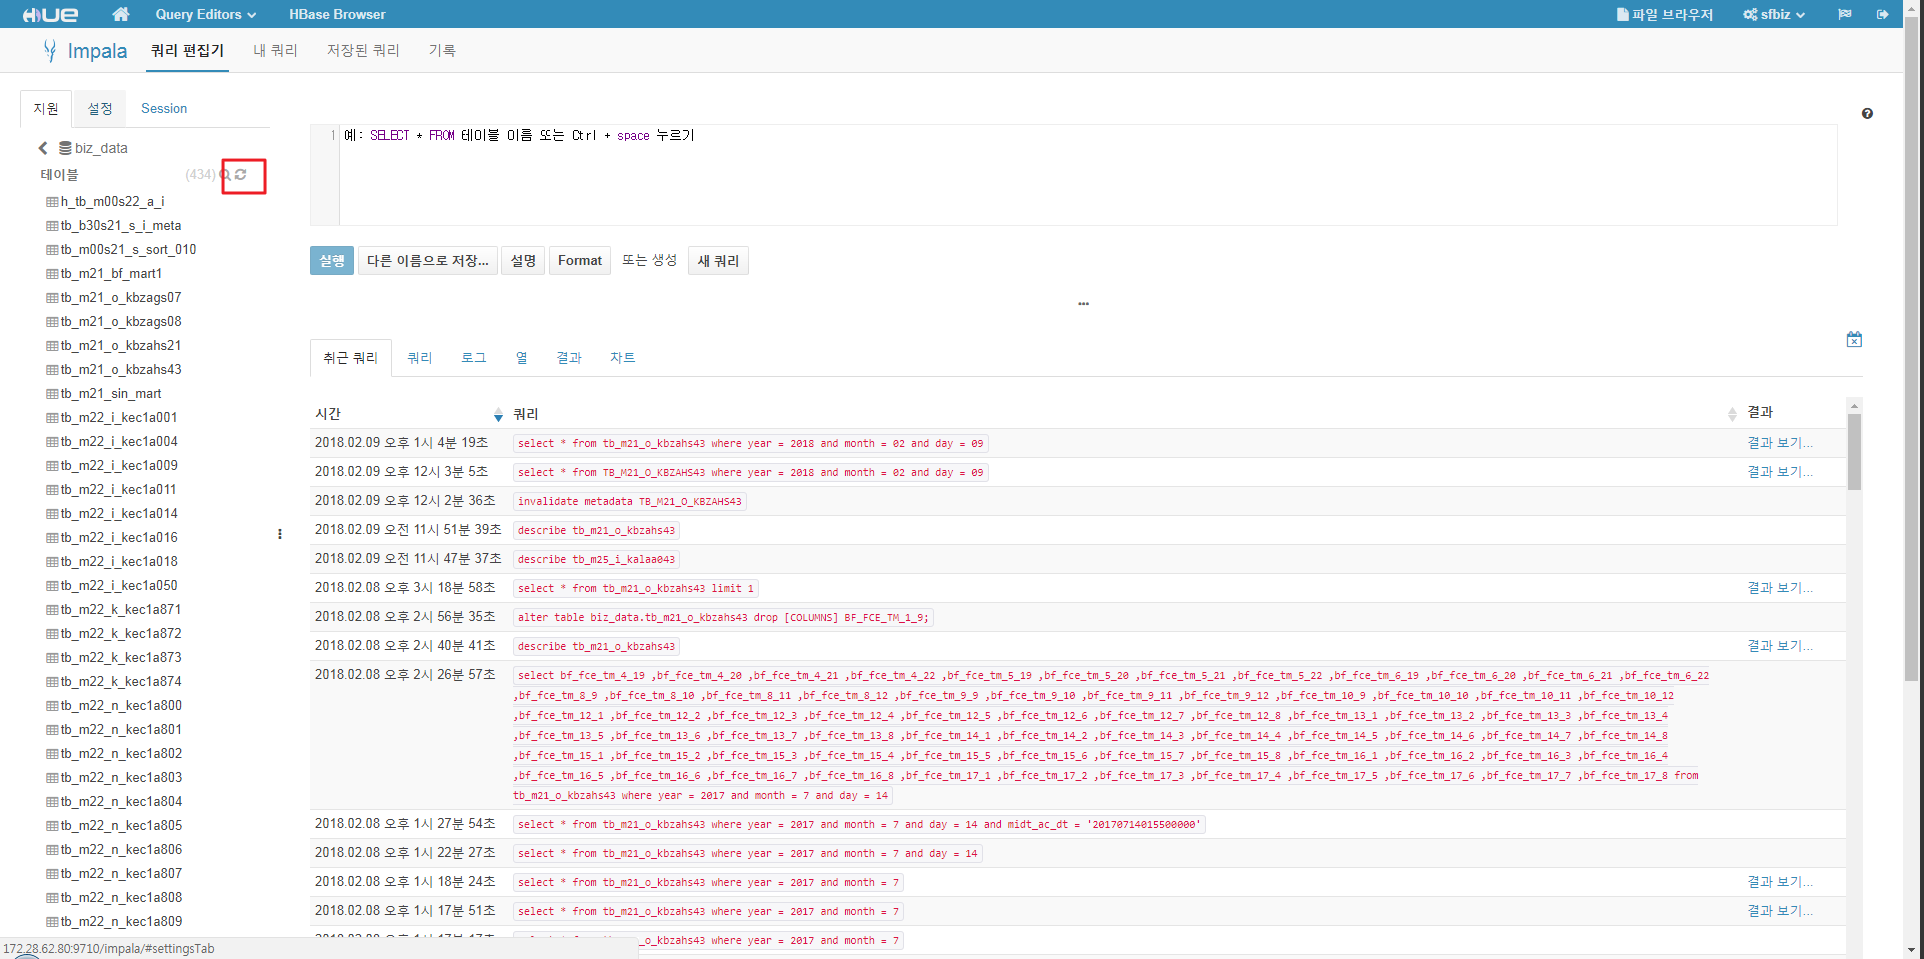 HUE Query Editors HBase Browser 파일 브라우저 sfbiz
Impala 쿼리 편집기 내 쿼리 저장된 쿼리 기록
지원 설정 Session
biz_data
테이블 (434)
h_tb_m00s22_a_i
tb_b30s21_s_i_meta
tb_m00s21_s_sort_010
tb_m21_bf_mart1
tb_m21_o_kbzags07
tb_m21_o_kbzags08
tb_m21_o_kbzahs21
tb_m21_o_kbzahs43
tb_m21_sin_mart
tb_m22_i_kec1a001
tb_m22_i_kec1a004
tb_m22_i_kec1a009
tb_m22_i_kec1a011
tb_m22_i_kec1a014
tb_m22_i_kec1a016
tb_m22_i_kec1a018
tb_m22_i_kec1a050
tb_m22_k_kec1a871
tb_m22_k_kec1a872
tb_m22_k_kec1a873
tb_m22_k_kec1a874
tb_m22_n_kec1a800
tb_m22_n_kec1a801
tb_m22_n_kec1a802
tb_m22_n_kec1a803
tb_m22_n_kec1a804
tb_m22_n_kec1a805
tb_m22_n_kec1a806
tb_m22_n_kec1a807
tb_m22_n_kec1a808
tb_m22_n_kec1a809
172.28.62.80:9710/impala/#settingsTab
1 예: SELECT * FROM 테이블 이름 또는 Ctrl + space 누르기
실행 다른 이름으로 저장... 설명 Format 또는 생성 새 쿼리
...
취근 쿼리 쿼리 로그 열 결과 차트
시간 쿼리 결과
2018.02.09 오후 1시 4분 19초 select * from tb_m21_o_kbzahs43 where year = 2018 and month = 02 and day = 09 결과 보기...
2018.02.09 오후 12시 3분 5초 select * from TB_M21_O_KBZAHS43 where year = 2018 and month = 02 and day = 09 결과 보기...
2018.02.09 오후 12시 2분 36초 invalidate metadata TB_M21_O_KBZAHS43
2018.02.09 오전 11시 51분 39초 describe tb_m21_o_kbzahs43
2018.02.09 오전 11시 47분 37초 describe tb_m25_i_kalaa043
2018.02.08 오후 3시 18분 58초 select * from tb_m21_o_kbzahs43 limit 1 결과 보기...
2018.02.08 오후 2시 56분 35초 alter table biz_data.tb_m21_o_kbzahs43 drop [COLUMNS] BF_FCE_TM_1_9;
2018.02.08 오후 2시 40분 41초 describe tb_m21_o_kbzahs43 결과 보기...
2018.02.08 오후 2시 26분 57초 select bf_fce_tm_4_19 ,bf_fce_tm_4_20 ,bf_fce_tm_4_21 ,bf_fce_tm_4_22 ,bf_fce_tm_5_19 ,bf_fce_tm_5_20 ,bf_fce_tm_5_21 ,bf_fce_tm_5_22 ,bf_fce_tm_6_19 ,bf_fce_tm_6_20 ,bf_fce_tm_6_21 ,bf_fce_tm_6_22
,bf_fce_tm_8_9 ,bf_fce_tm_8_10 ,bf_fce_tm_8_11 ,bf_fce_tm_8_12 ,bf_fce_tm_9_9 ,bf_fce_tm_9_10 ,bf_fce_tm_9_11 ,bf_fce_tm_9_12 ,bf_fce_tm_10_9 ,bf_fce_tm_10_10 ,bf_fce_tm_10_11 ,bf_fce_tm_10_12
,bf_fce_tm_12_1 ,bf_fce_tm_12_2 ,bf_fce_tm_12_3 ,bf_fce_tm_12_4 ,bf_fce_tm_12_5 ,bf_fce_tm_12_6 ,bf_fce_tm_12_7 ,bf_fce_tm_12_8 ,bf_fce_tm_13_1 ,bf_fce_tm_13_2 ,bf_fce_tm_13_3 ,bf_fce_tm_13_4
,bf_fce_tm_13_5 ,bf_fce_tm_13_6 ,bf_fce_tm_13_7 ,bf_fce_tm_13_8 ,bf_fce_tm_14_1 ,bf_fce_tm_14_2 ,bf_fce_tm_14_3 ,bf_fce_tm_14_4 ,bf_fce_tm_14_5 ,bf_fce_tm_14_6 ,bf_fce_tm_14_7 ,bf_fce_tm_14_8
,bf_fce_tm_15_1 ,bf_fce_tm_15_2 ,bf_fce_tm_15_3 ,bf_fce_tm_15_4 ,bf_fce_tm_15_5 ,bf_fce_tm_15_6 ,bf_fce_tm_15_7 ,bf_fce_tm_15_8 ,bf_fce_tm_16_1 ,bf_fce_tm_16_2 ,bf_fce_tm_16_3 ,bf_fce_tm_16_4
,bf_fce_tm_16_5 ,bf_fce_tm_16_6 ,bf_fce_tm_16_7 ,bf_fce_tm_16_8 ,bf_fce_tm_17_1 ,bf_fce_tm_17_2 ,bf_fce_tm_17_3 ,bf_fce_tm_17_4 ,bf_fce_tm_17_5 ,bf_fce_tm_17_6 ,bf_fce_tm_17_7 ,bf_fce_tm_17_8 from
tb_m21_o_kbzahs43 where year = 2017 and month = 7 and day = 14
2018.02.08 오후 1시 27분 54초 select * from tb_m21_o_kbzahs43 where year = 2017 and month = 7 and day = 14 and midt_ac_dt = '20170714015500000'
2018.02.08 오후 1시 22분 27초 select * from tb_m21_o_kbzahs43 where year = 2017 and month = 7 and day = 14
2018.02.08 오후 1시 18분 24초 select * from tb_m21_o_kbzahs43 where year = 2017 and month = 7 결과 보기...
2018.02.08 오후 1시 17분 51초 select * from tb_m21_o_kbzahs43 where year = 2017 and month = 7 결과 보기...
tb_m21_o_kbzahs43 where year = 2017 and month = 7